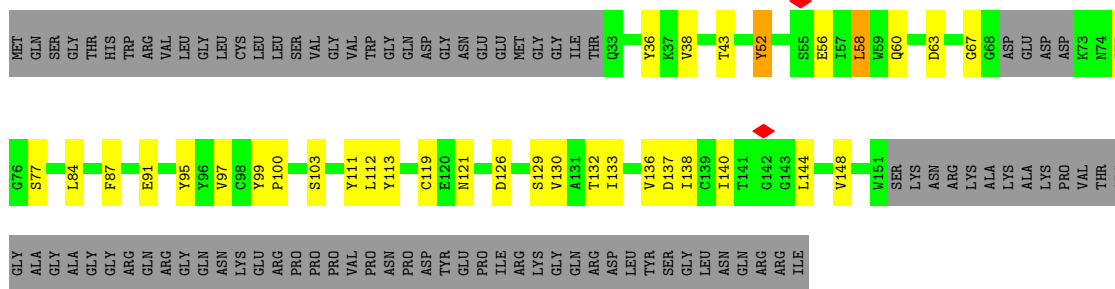 MET GLN SER GLY THR HIS TRP ARG VAL LEU GLY LEU CYS LEU LEU SER VAL GLY VAL TRP GLY GLN ASP GLY ASN GLU GLU MET GLY GLY ILE THR Q33 Y36 K37 V38 T43 Y52 S55 E56 I57 L58 W59 Q60 D63 G67 G68 ASP GLU ASP ASP K73 N74
G76 S77 L84 F87 E91 Y95 Y96 V97 C98 Y99 P100 S103 Y111 L112 Y113 C119 E120 N121 D126 S129 V130 A131 T132 I133 V136 D137 I138 C139 I140 T141 G142 G143 L144 V148 W151 SER LYS ASN ARG LYS ALA LYS ALA LYS PRO VAL THR
GLY ALA GLY ALA GLY GLY ARG GLN ARG GLY GLN ASN LYS GLU ARG PRO PRO PRO VAL PRO ASN PRO ASP TYR GLU PRO ILE ARG LYS GLY GLN ARG ASP LEU TYR SER GLY LEU ASN GLN ARG ARG ILE